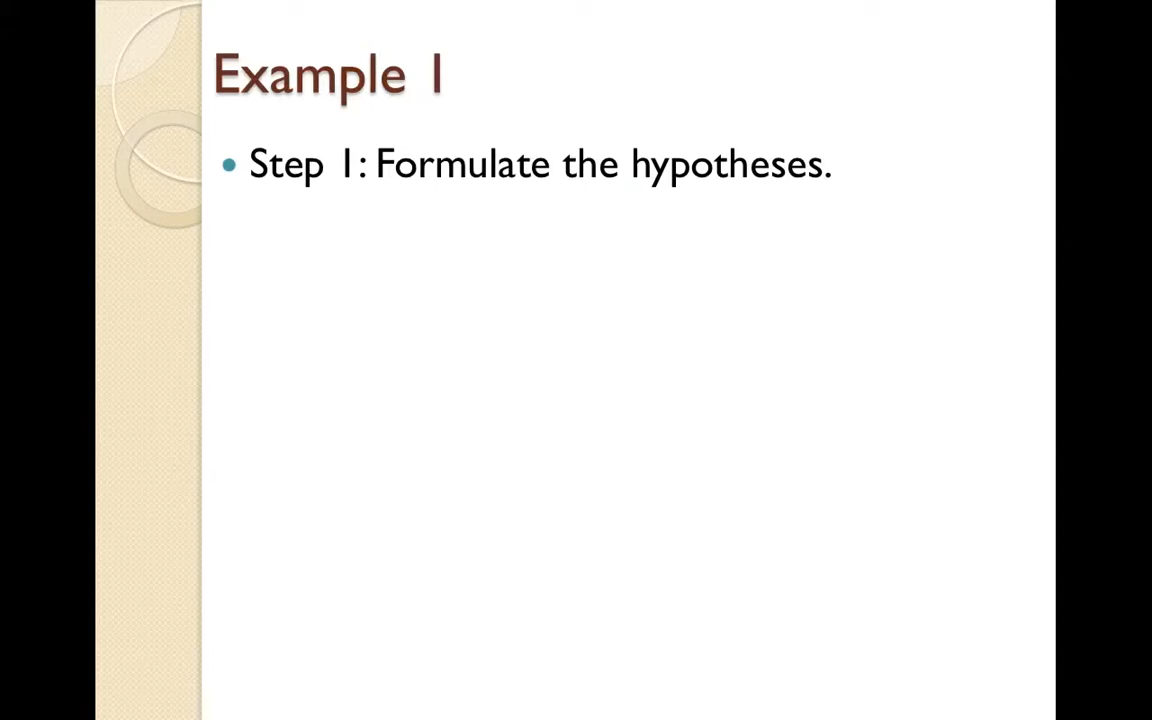 Example 1
• Step 1: Formulate the hypotheses.